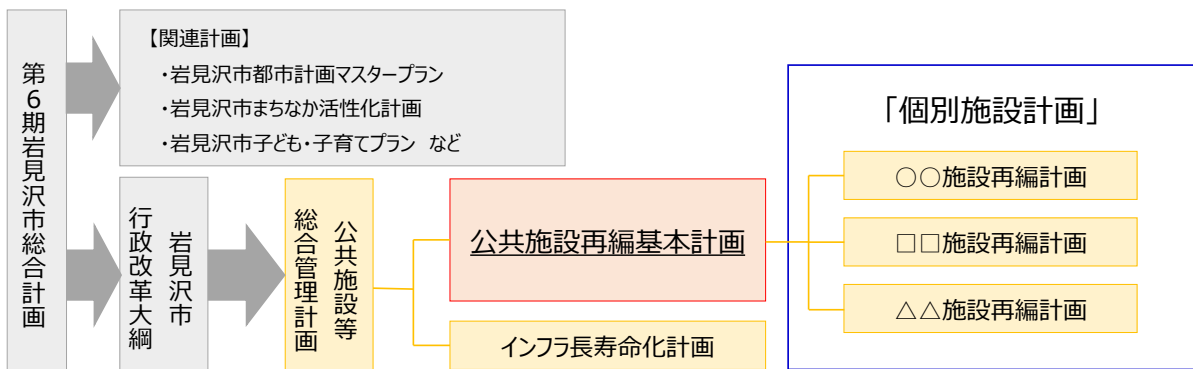 第6期岩見沢市総合計画
【関連計画】
・岩見沢市都市計画マスタープラン
・岩見沢市まちなか活性化計画
・岩見沢市子ども・子育てプラン など
岩見沢市
行政改革大綱
公共施設等
総合管理計画
公共施設再編基本計画
インフラ長寿命化計画
「個別施設計画」
○○施設再編計画
□□施設再編計画
△△施設再編計画